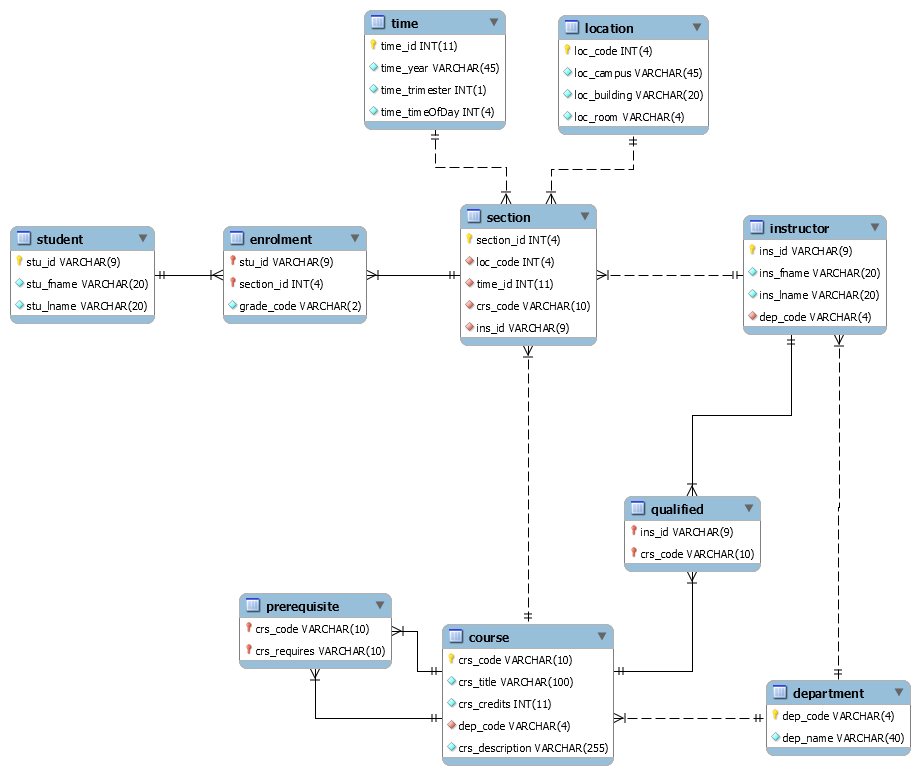 time
time_id INT(11)
time_year VARCHAR(45)
time_trimester INT(1)
time_timeOfDay INT(4)
location
loc_code INT(4)
loc_campus VARCHAR(45)
loc_building VARCHAR(20)
loc_room VARCHAR(4)
student
stu_id VARCHAR(9)
stu_fname VARCHAR(20)
stu_lname VARCHAR(20)
enrolment
stu_id VARCHAR(9)
section_id INT(4)
grade_code VARCHAR(2)
section
section_id INT(4)
loc_code INT(4)
time_id INT(11)
crs_code VARCHAR(10)
ins_id VARCHAR(9)
instructor
ins_id VARCHAR(9)
ins_fname VARCHAR(20)
ins_lname VARCHAR(20)
dep_code VARCHAR(4)
qualified
ins_id VARCHAR(9)
crs_code VARCHAR(10)
prerequisite
crs_code VARCHAR(10)
crs_requires VARCHAR(10)
course
crs_code VARCHAR(10)
crs_title VARCHAR(100)
crs_credits INT(11)
dep_code VARCHAR(4)
crs_description VARCHAR(255)
department
dep_code VARCHAR(4)
dep_name VARCHAR(40)